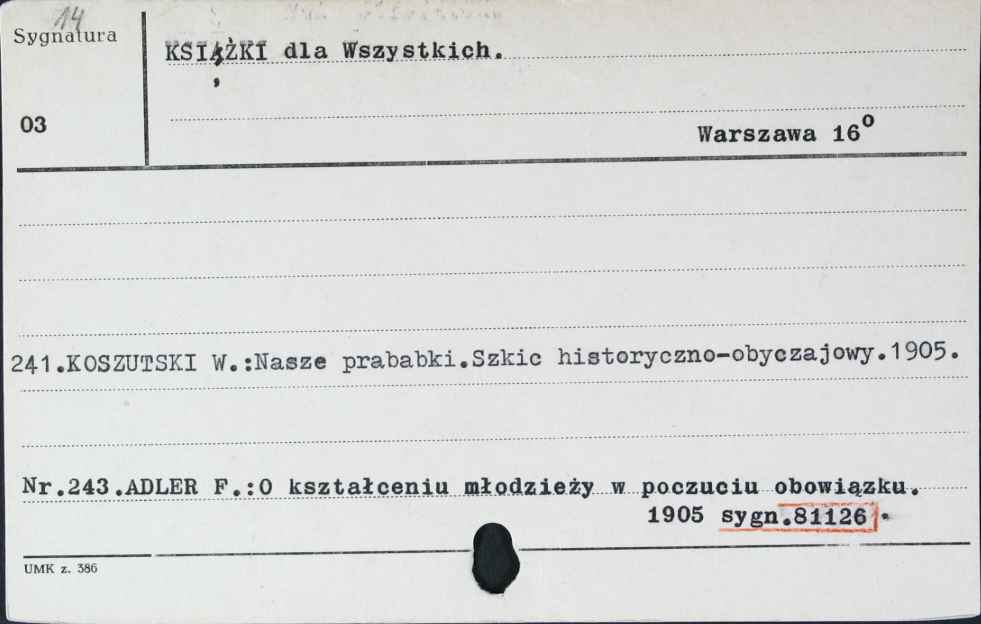 14
Sygnatura
KSIĄŻKI dla Wszystkich.
03
Warszawa 16⁰
241.KOSZUTSKI W.:Nasze prababki.Szkic historyczno-obyczajowy.1905.
Nr.243.ADLER F.:O kształceniu młodzieży w poczuciu obowiązku.
1905 sygn.81126.
UMK z. 386